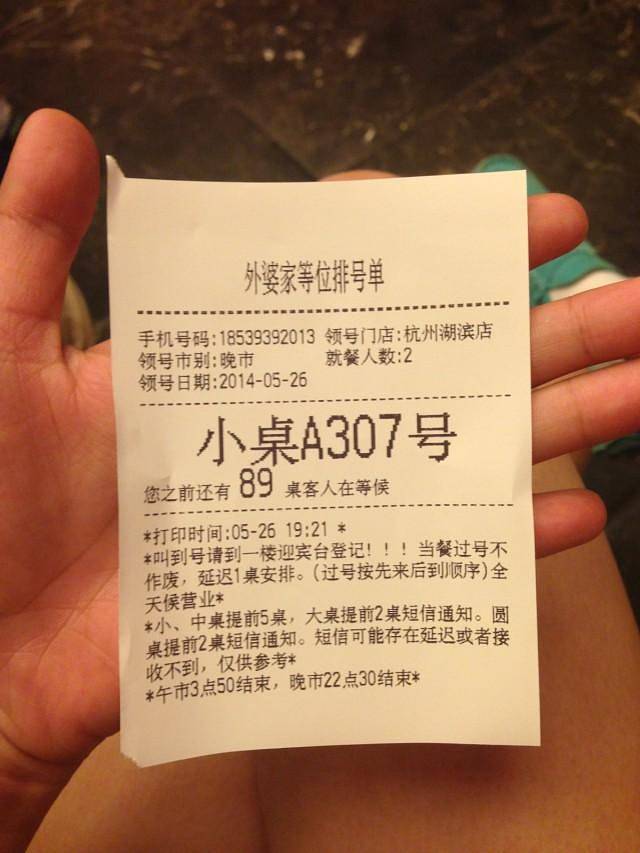 外婆家等位排号单
手机号码:18539392013 领号门店:杭州湖滨店
领号市别:晚市 就餐人数:2
领号日期:2014-05-26
小桌A307号
您之前还有 89 桌客人在等候
*打印时间:05-26 19:21 *
*叫到号请到一楼迎宾台登记!!! 当餐过号不
作废，延迟1桌安排。(过号按先来后到顺序)全
天候营业*
*小、中桌提前5桌，大桌提前2桌短信通知。圆
桌提前2桌短信通知。短信可能存在延迟或者接
收不到，仅供参考*
*午市3点50结束，晚市22点30结束*